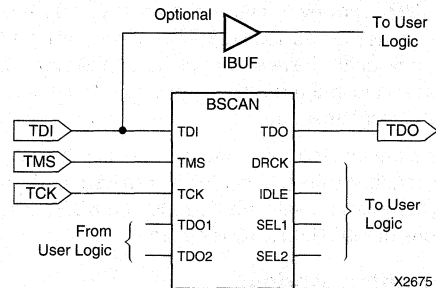 Optional
To User
Logic
IBUF
BSCAN
TDI
TDI
TDO
TDO
TMS
TMS
DRCK
TCK
TCK
IDLE
To User
Logic
From
User Logic
TDO1
SEL1
TDO2
SEL2
X2675